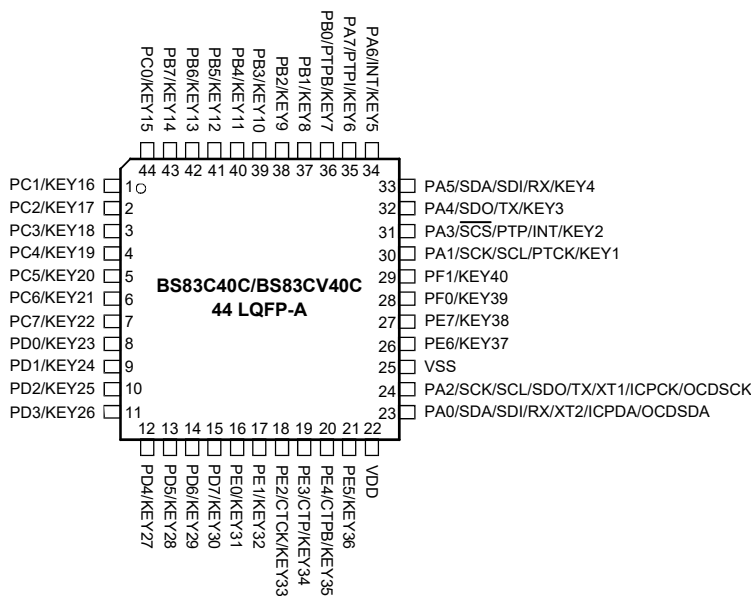 PC0/KEY15
PB7/KEY14
PB6/KEY13
PB5/KEY12
PB4/KEY11
PB3/KEY10
PB2/KEY9
PB1/KEY8
PB0/PTPB/KEY7
PA7/PTPI/KEY6
PA6/INT/KEY5
44 43 42 41 40 39 38 37 36 35 34
PC1/KEY16 1
PC2/KEY17 2
PC3/KEY18 3
PC4/KEY19 4
PC5/KEY20 5
PC6/KEY21 6
PC7/KEY22 7
PD0/KEY23 8
PD1/KEY24 9
PD2/KEY25 10
PD3/KEY26 11
BS83C40C/BS83CV40C
44 LQFP-A
33 PA5/SDA/SDI/RX/KEY4
32 PA4/SDO/TX/KEY3
31 PA3/SCS/PTP/INT/KEY2
30 PA1/SCK/SCL/PTCK/KEY1
29 PF1/KEY40
28 PF0/KEY39
27 PE7/KEY38
26 PE6/KEY37
25 VSS
24 PA2/SCK/SCL/SDO/TX/XT1/ICPCK/OCDSCK
23 PA0/SDA/SDI/RX/XT2/ICPDA/OCDSDA
12 13 14 15 16 17 18 19 20 21 22
PD4/KEY27
PD5/KEY28
PD6/KEY29
PD7/KEY30
PE0/KEY31
PE1/KEY32
PE2/CTCK/KEY33
PE3/CTP/KEY34
PE4/CTPB/KEY35
PE5/KEY36
VDD